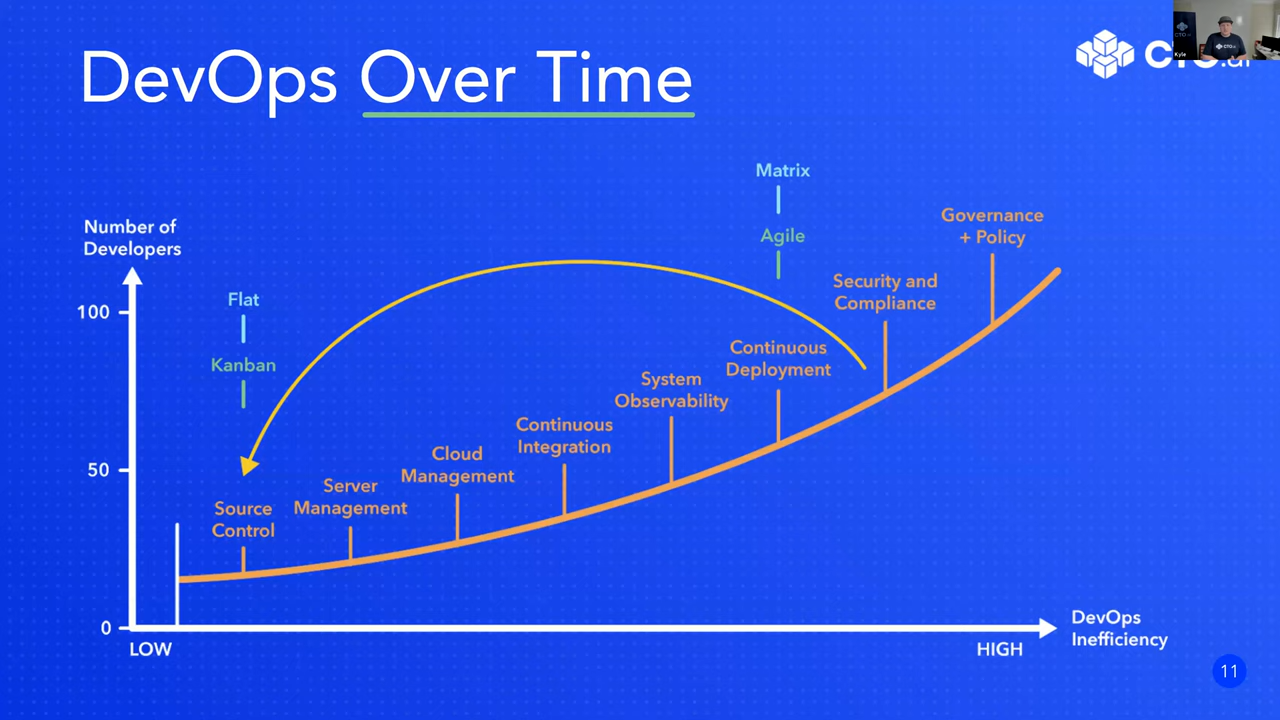 DevOps Over Time
Kyle
Matrix
Agile
Governance
+ Policy
Number of
Developers
Security and
Compliance
Flat
Kanban
100
Continuous
Deployment
System
Observability
Continuous
Integration
Cloud
Management
50
Server
Management
Source
Control
0
LOW
HIGH
DevOps
Inefficiency
11